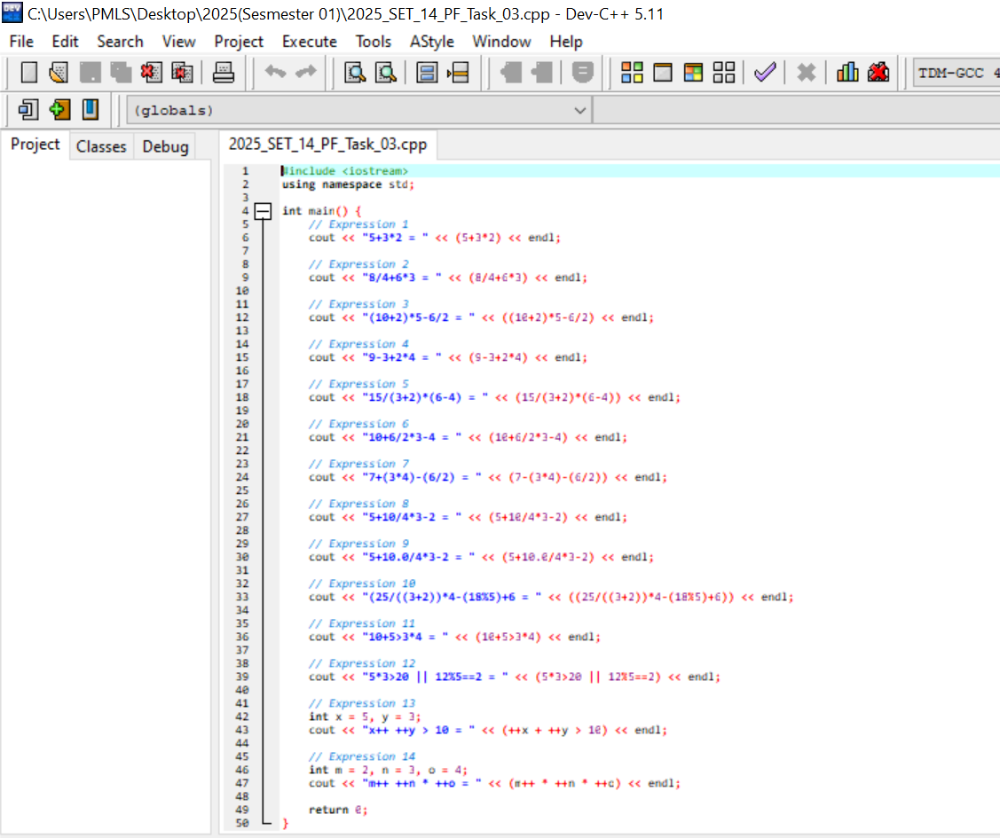 C:\Users\PMLS\Desktop\2025(Sesmester 01)\2025_SET_14_PF_Task_03.cpp - Dev-C++ 5.11
File Edit Search View Project Execute Tools AStyle Window Help
TDM-GCC 4
(globals)
Project Classes Debug 2025_SET_14_PF_Task_03.cpp
1 #include <iostream>
2 using namespace std;
3
4 int main() {
5 // Expression 1
6 cout << "5+3*2 = " << (5+3*2) << endl;
7
8 // Expression 2
9 cout << "8/4+6*3 = " << (8/4+6*3) << endl;
10
11 // Expression 3
12 cout << "(10+2)*5-6/2 = " << ((10+2)*5-6/2) << endl;
13
14 // Expression 4
15 cout << "9-3+2*4 = " << (9-3+2*4) << endl;
16
17 // Expression 5
18 cout << "15/(3+2)*(6-4) = " << (15/(3+2)*(6-4)) << endl;
19
20 // Expression 6
21 cout << "10+6/2*3-4 = " << (10+6/2*3-4) << endl;
22
23 // Expression 7
24 cout << "7+(3*4)-(6/2) = " << (7-(3*4)-(6/2)) << endl;
25
26 // Expression 8
27 cout << "5+10/4*3-2 = " << (5+10/4*3-2) << endl;
28
29 // Expression 9
30 cout << "5+10.0/4*3-2 = " << (5+10.0/4*3-2) << endl;
31
32 // Expression 10
33 cout << "(25/((3+2))*4-(18%5)+6 = " << ((25/((3+2))*4-(18%5)+6)) << endl;
34
35 // Expression 11
36 cout << "10+5>3*4 = " << (10+5>3*4) << endl;
37
38 // Expression 12
39 cout << "5*3>20 || 12%5==2 = " << (5*3>20 || 12%5==2) << endl;
40
41 // Expression 13
42 int x = 5, y = 3;
43 cout << "x++ ++y > 10 = " << (++x + ++y > 10) << endl;
44
45 // Expression 14
46 int m = 2, n = 3, o = 4;
47 cout << "m++ ++n * ++o = " << (m++ * ++n * ++o) << endl;
48
49 return 0;
50 }